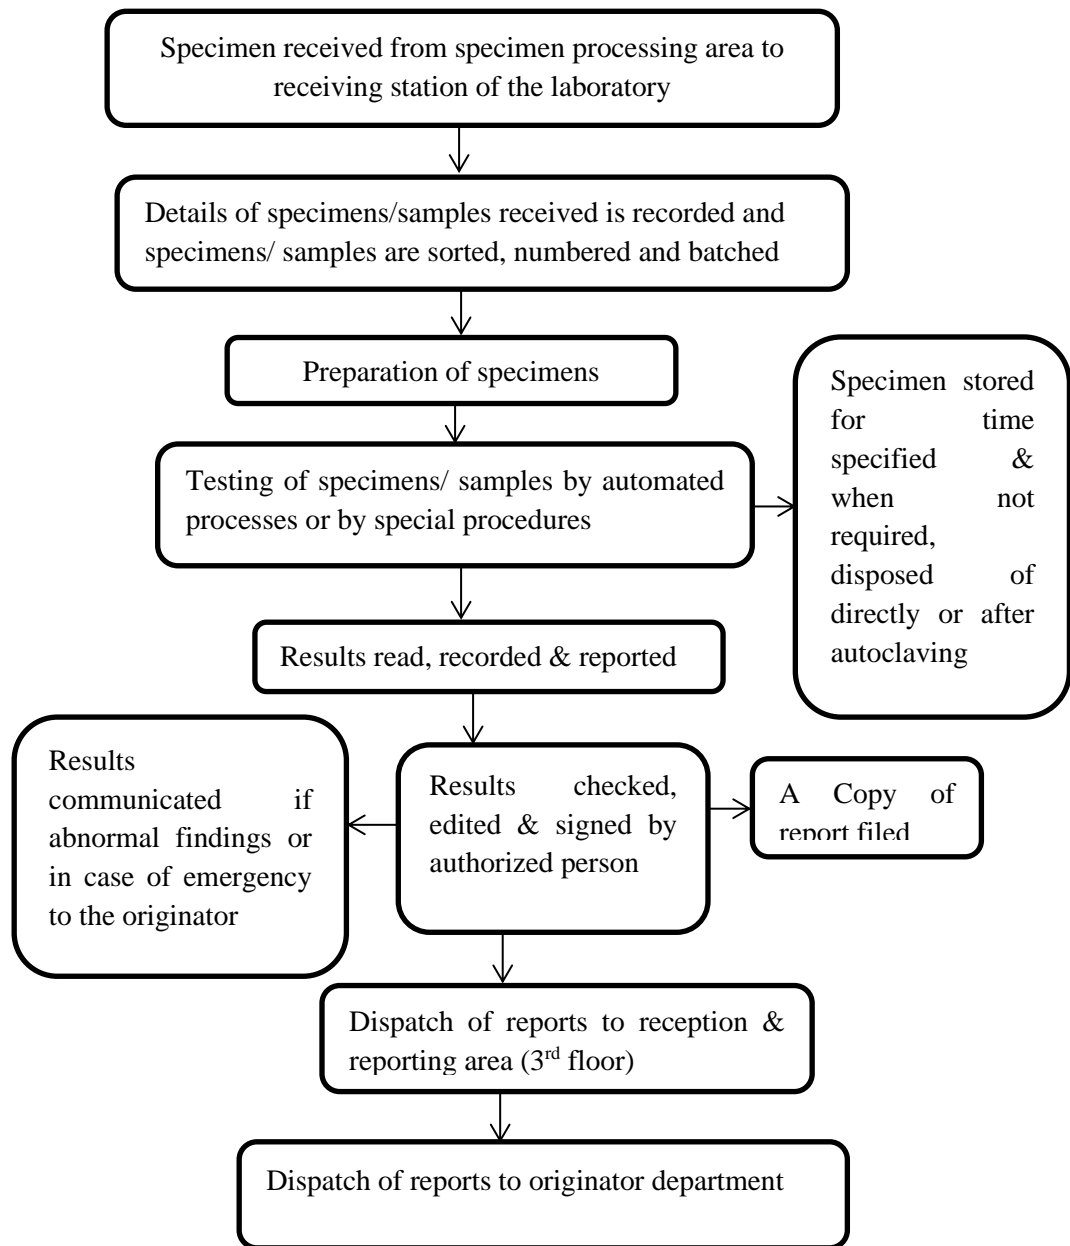 Specimen received from specimen processing area to
receiving station of the laboratory
Details of specimens/samples received is recorded and
specimens/ samples are sorted, numbered and batched
Preparation of specimens
Testing of specimens/ samples by automated
processes or by special procedures
Specimen stored
for time
specified &
when not
required,
disposed of
directly or after
autoclaving
Results read, recorded & reported
Results
communicated if
abnormal findings or
in case of emergency
to the originator
Results checked,
edited & signed by
authorized person
A Copy of
report filed
Dispatch of reports to reception &
reporting area (3rd floor)
Dispatch of reports to originator department